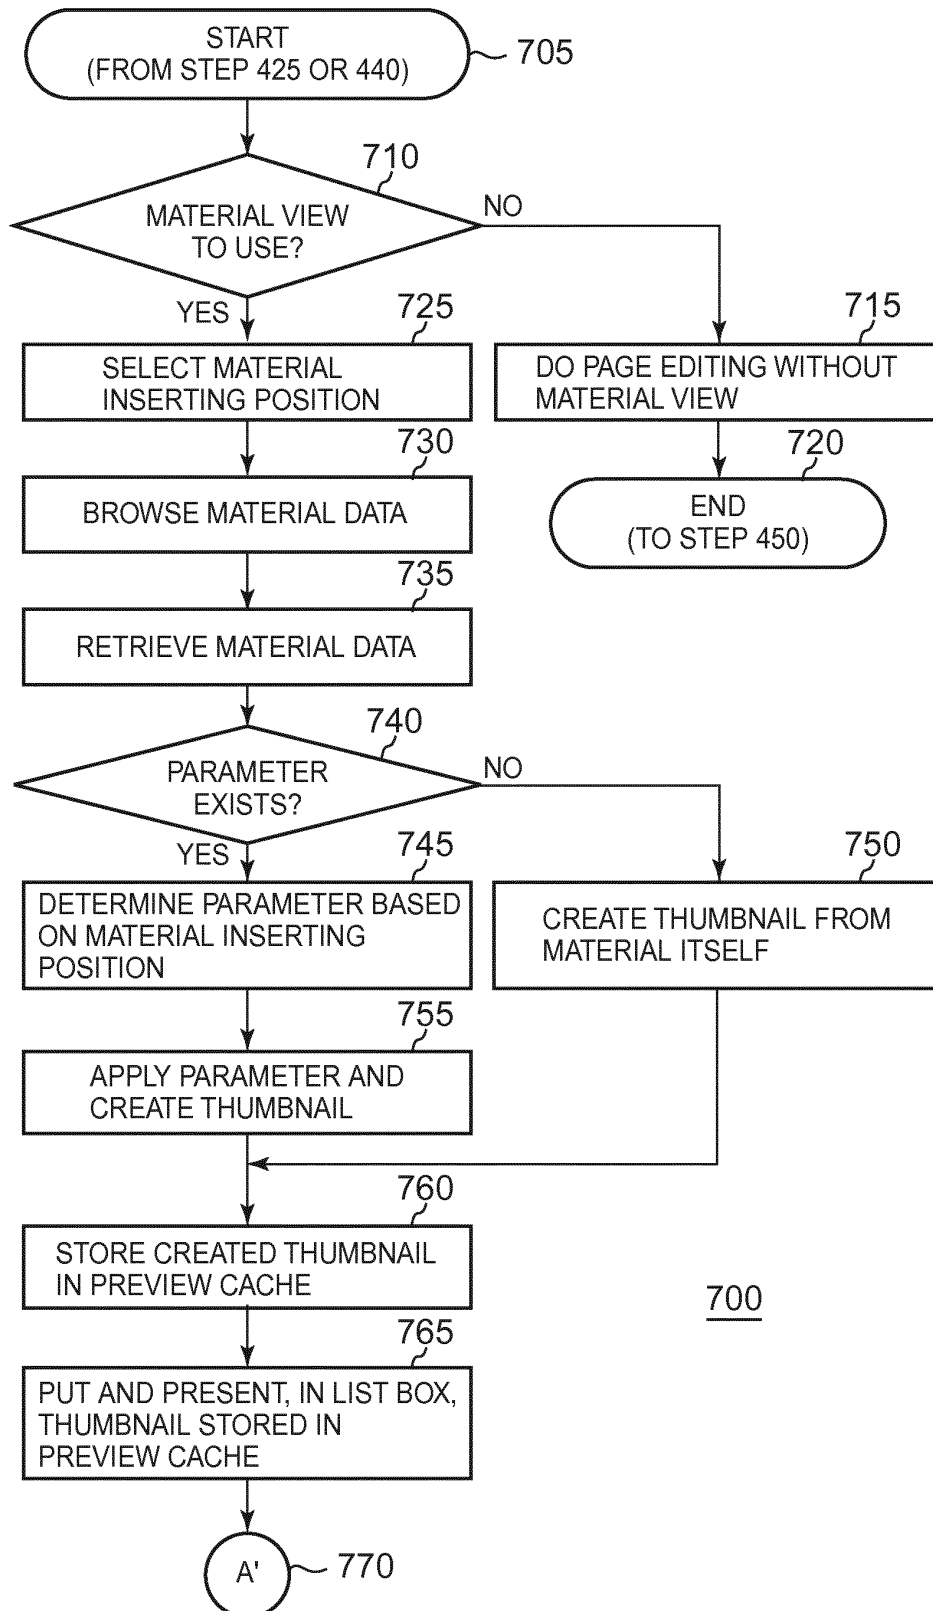 START
(FROM STEP 425 OR 440)
705
710
MATERIAL VIEW
TO USE?
NO
YES
725
SELECT MATERIAL
INSERTING POSITION
715
DO PAGE EDITING WITHOUT
MATERIAL VIEW
720
END
(TO STEP 450)
730
BROWSE MATERIAL DATA
735
RETRIEVE MATERIAL DATA
740
PARAMETER
EXISTS?
NO
YES
745
DETERMINE PARAMETER BASED
ON MATERIAL INSERTING
POSITION
750
CREATE THUMBNAIL FROM
MATERIAL ITSELF
755
APPLY PARAMETER AND
CREATE THUMBNAIL
760
STORE CREATED THUMBNAIL
IN PREVIEW CACHE
700
765
PUT AND PRESENT, IN LIST BOX,
THUMBNAIL STORED IN
PREVIEW CACHE
A'
770